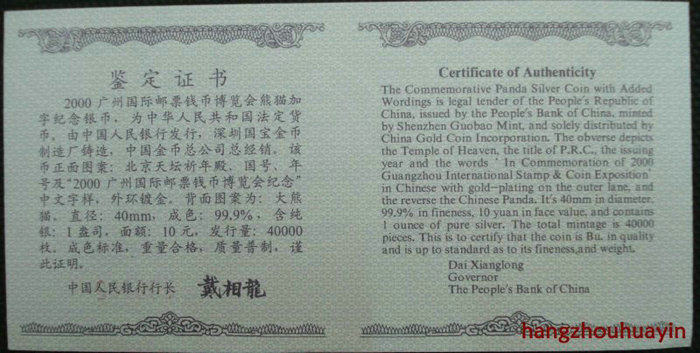 鉴定证书
2000 广州国际邮票钱币博览会熊猫加
字纪念银币，为中华人民共和国法定货
币。由中国人民银行发行，深圳国宝金币
制造厂铸造，中国金币总公司总经销。该
币正面图案：北京天坛祈年殿、国号、年
号及“2000 广州国际邮票钱币博览会纪念”
中文字样，外环镀金。背面图案为：大熊
猫。直径：40mm，成色：99.9%，含纯
银：1 盎司，面额：10 元，发行量：40000
枚。成色标准，重量合格，质量普制，谨
此证明。
中国人民银行行长 戴相龍
Certificate of Authenticity
The Commemorative Panda Silver Coin with Added
Wordings is legal tender of the People's Republic of
China, issued by the People's Bank of China, minted
by Shenzhen Guobao Mint, and solely distributed by
China Gold Coin Incorporation. The obverse depicts
the Temple of Heaven, the title of P.R.C., the issuing
year and the words ' In Commemoration of 2000
Guangzhou International Stamp & Coin Exposition'
in Chinese with gold-plating on the outer lane, and
the reverse the Chinese Panda. It's 40mm in diameter,
99.9% in fineness, 10 yuan in face value, and contains
1 ounce of pure silver. The total mintage is 40000
pieces. This is to certify that the coin is Bu. in quality
and is up to standard as to its fineness,and weight.
Dai Xianglong
Governor
The People's Bank of China
hangzhouhuayin